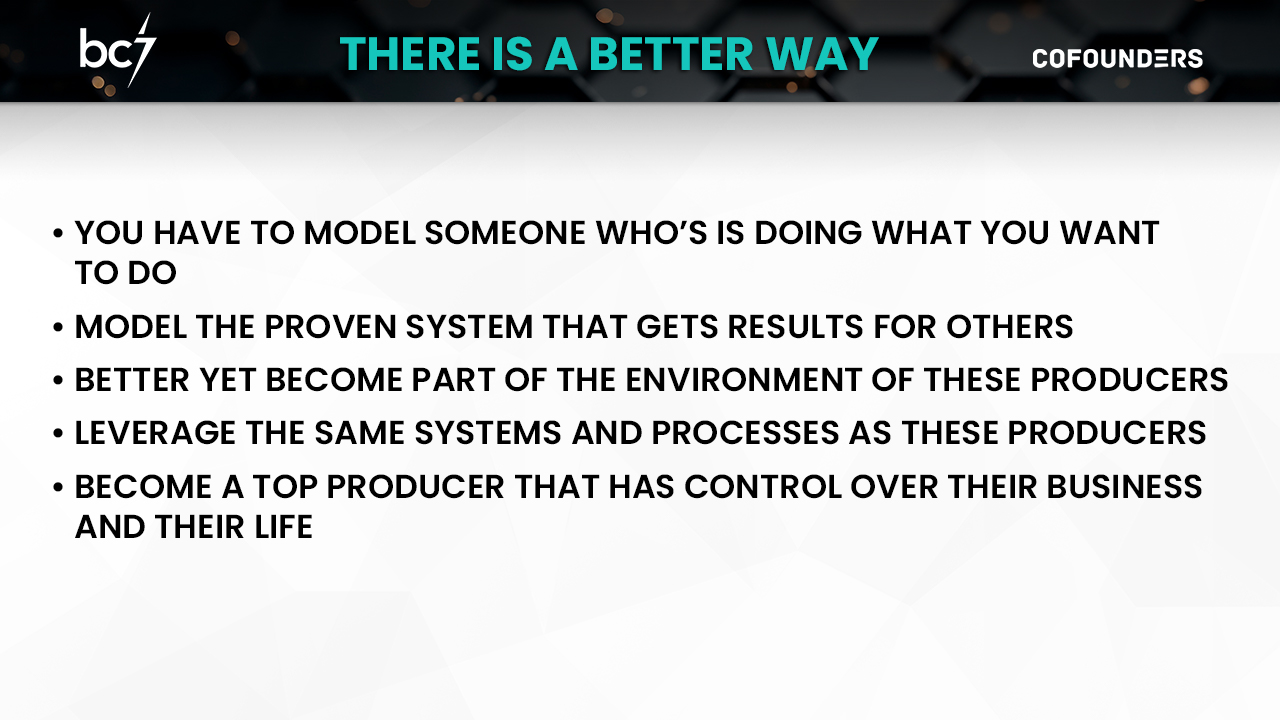 bc7
THERE IS A BETTER WAY
COFOUNDERS
• YOU HAVE TO MODEL SOMEONE WHO’S IS DOING WHAT YOU WANT
TO DO
• MODEL THE PROVEN SYSTEM THAT GETS RESULTS FOR OTHERS
• BETTER YET BECOME PART OF THE ENVIRONMENT OF THESE PRODUCERS
• LEVERAGE THE SAME SYSTEMS AND PROCESSES AS THESE PRODUCERS
• BECOME A TOP PRODUCER THAT HAS CONTROL OVER THEIR BUSINESS
AND THEIR LIFE